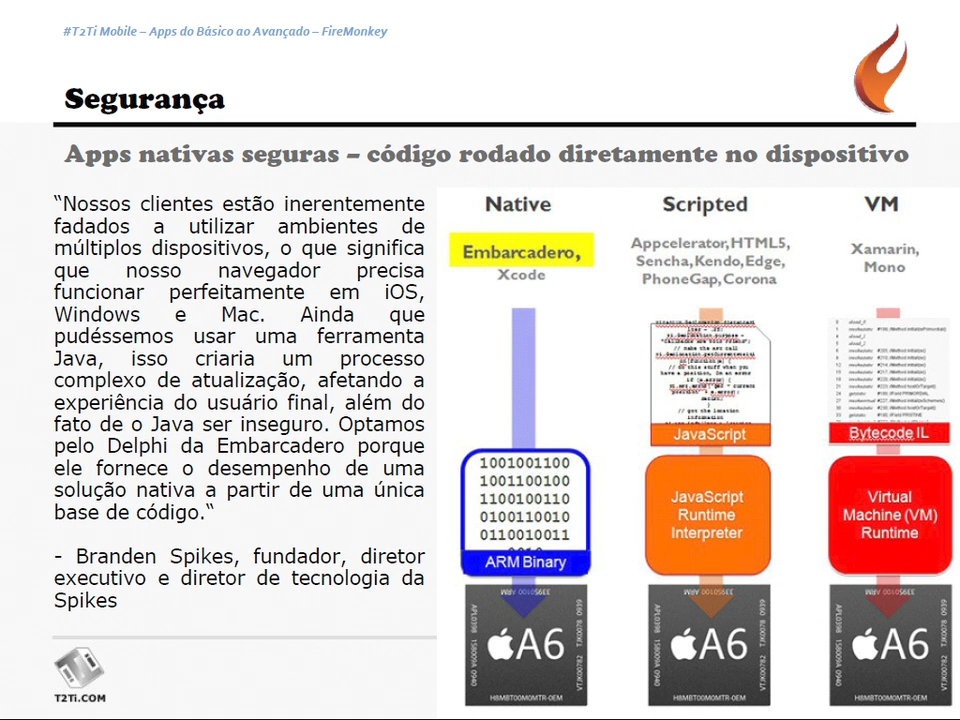 #T2Ti Mobile – Apps do Básico ao Avançado – FireMonkey
Segurança
Apps nativas seguras – código rodado diretamente no dispositivo
“Nossos clientes estão inerentemente
fadados a utilizar ambientes de
múltiplos dispositivos, o que significa
que nosso navegador precisa
funcionar perfeitamente em iOS,
Windows e Mac. Ainda que
pudéssemos usar uma ferramenta
Java, isso criaria um processo
complexo de atualização, afetando a
experiência do usuário final, além do
fato de o Java ser inseguro. Optamos
pelo Delphi da Embarcadero porque
ele fornece o desempenho de uma
solução nativa a partir de uma única
base de código.“
- Branden Spikes, fundador, diretor
executivo e diretor de tecnologia da
Spikes
T2Ti.COM
Native
Embarcadero,
Xcode
1001001100
1001100100
1100100110
0100110010
0110010011
ARM Binary
A6
H8MBT00M0MTR-0EM
Scripted
Appcelerator,HTML5,
Sencha,Kendo,Edge,
PhoneGap,Corona
JavaScript
JavaScript
Runtime
Interpreter
A6
H8MBT00M0MTR-0EM
VM
Xamarin,
Mono
Bytecode IL
Virtual
Machine (VM)
Runtime
A6
H8MBT00M0MTR-0EM